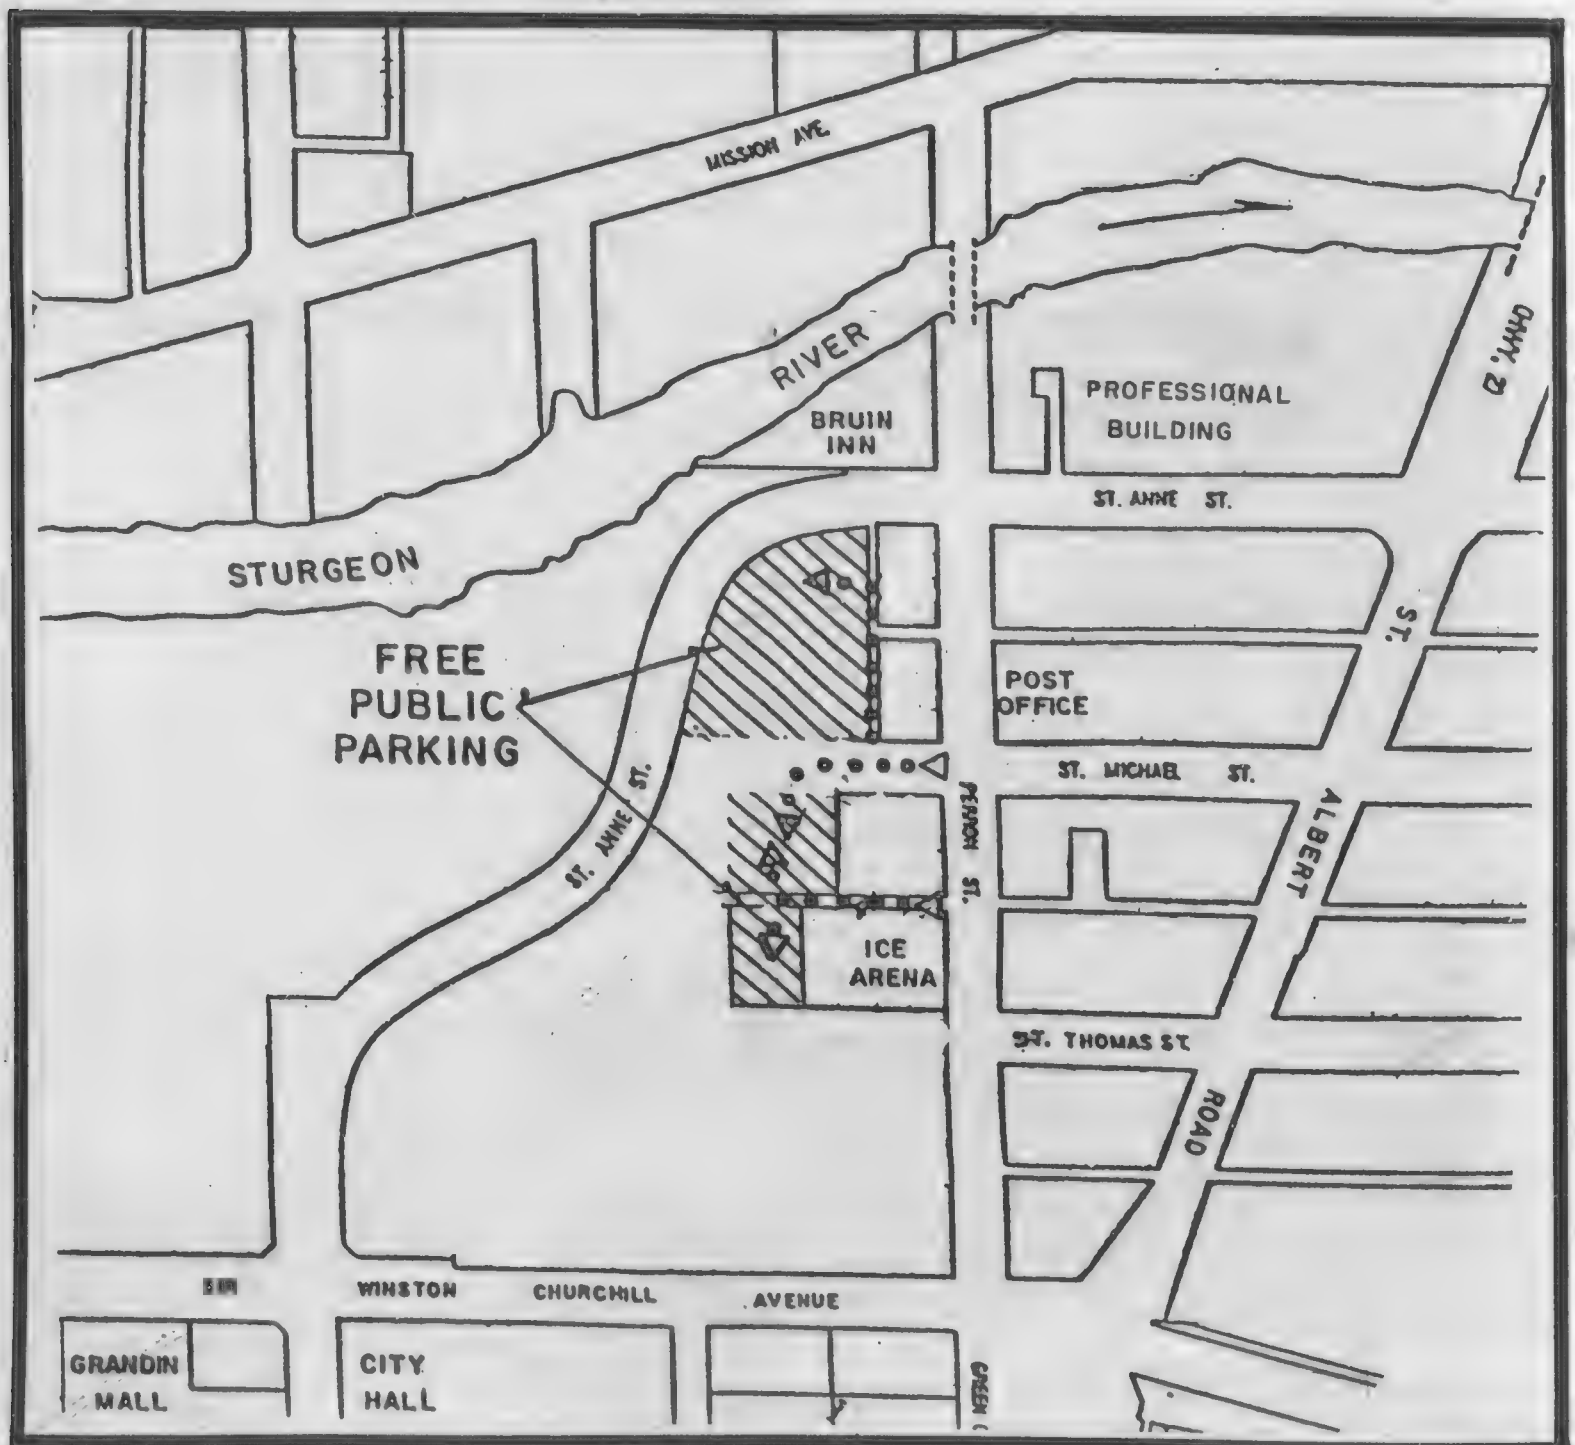 MISSION AVE.
RIVER
STURGEON
BRUIN
INN
PROFESSIONAL
BUILDING
ST. ANNE ST.
FREE
PUBLIC
PARKING
POST
OFFICE
ST. MICHAEL ST.
ST. ANNE ST.
PERRON ST.
ICE
ARENA
ST. THOMAS ST.
ST. ALBERT ROAD
SIR WINSTON CHURCHILL AVENUE
GRANDIN
MALL
CITY
HALL
GREEN